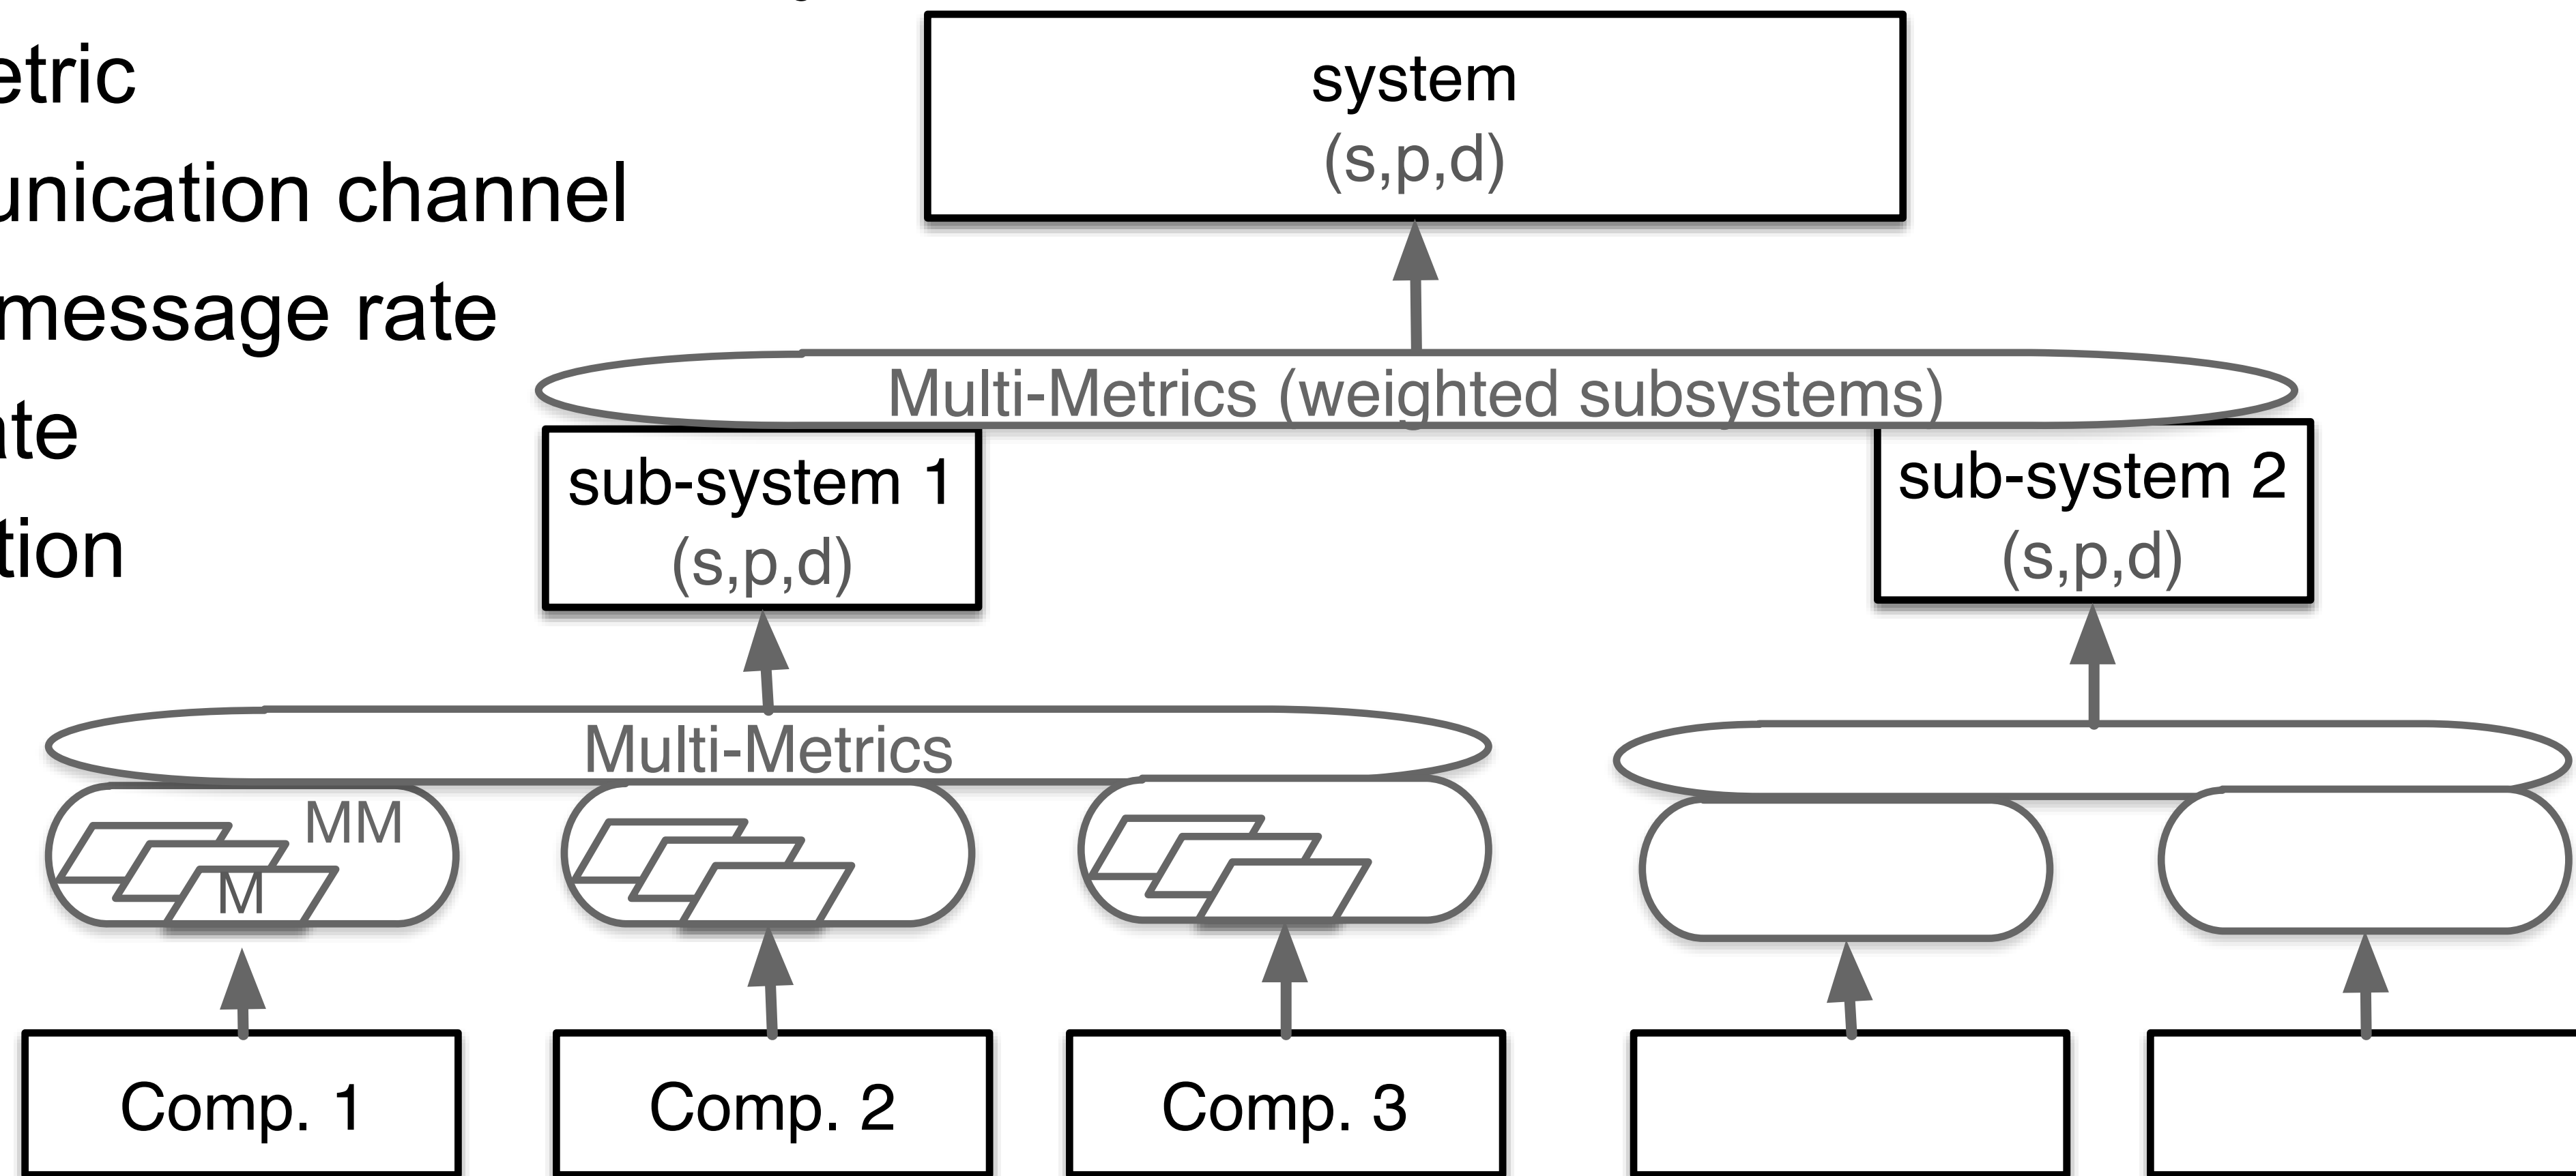 etric
unication channel
message rate
ate
tion
system
(s,p,d)
Multi-Metrics (weighted subsystems)
sub-system 1
(s,p,d)
sub-system 2
(s,p,d)
Multi-Metrics
MM
M
Comp. 1
Comp. 2
Comp. 3